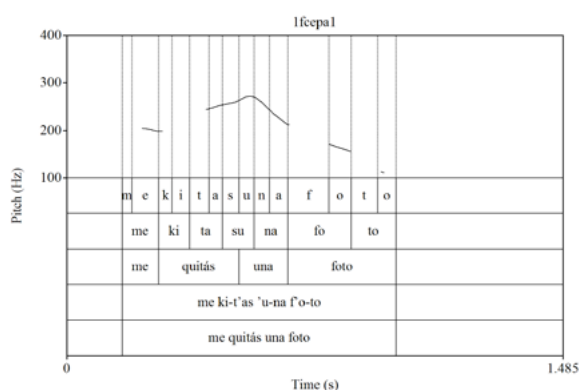 1fcepa1
400
300
200
100
Pitch (Hz)
m e k i t a s u n a f o t o
me ki ta su na fo to
me quitás una foto
me ki-t'as 'u-na f'o-to
me quitás una foto
0 1.485
Time (s)